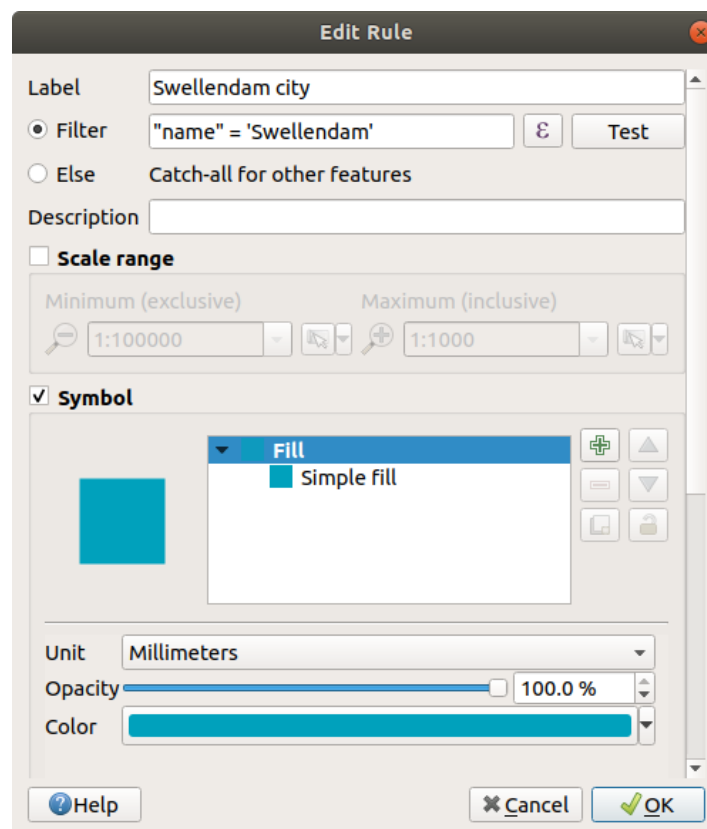 Edit Rule
Label Swellendam city
Filter "name" = 'Swellendam' ε Test
Else Catch-all for other features
Description
Scale range
Minimum (exclusive) Maximum (inclusive)
1:100000 1:1000
Symbol
Fill
Simple fill
Unit Millimeters
Opacity 100.0 %
Color
Help Cancel OK